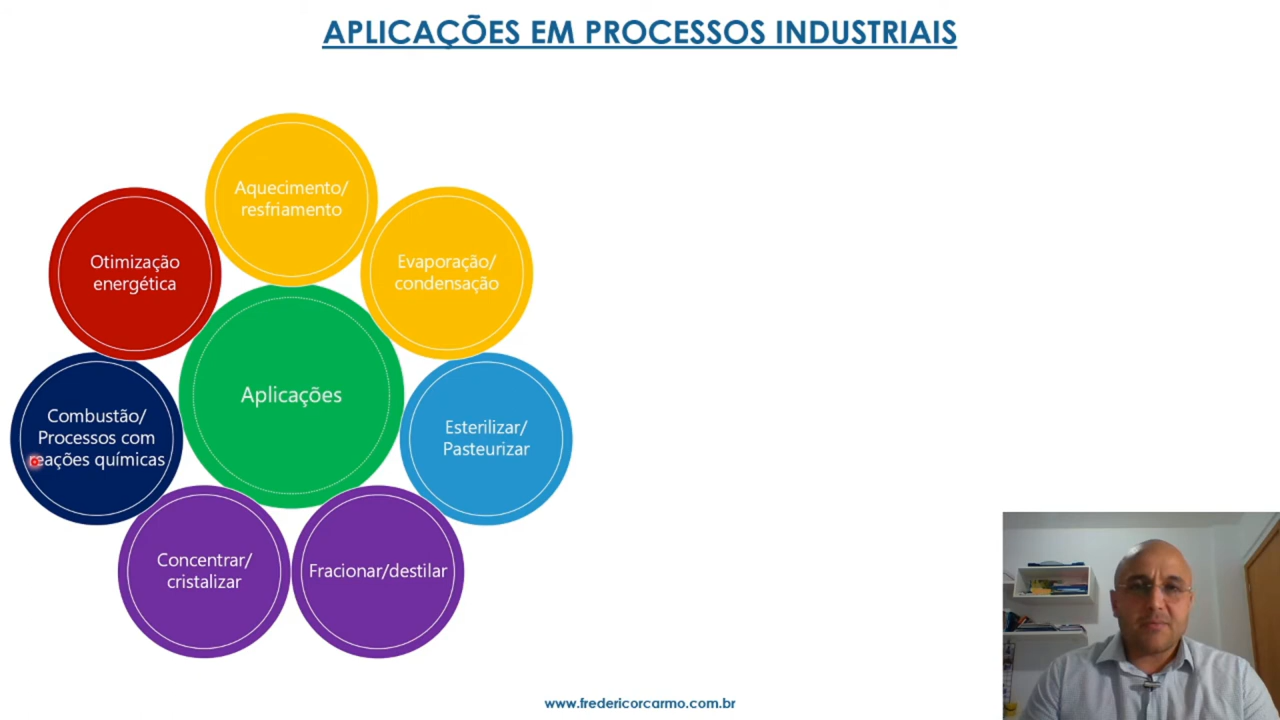 APLICAÇÕES EM PROCESSOS INDUSTRIAIS
Aquecimento/
resfriamento
Otimização
energética
Evaporação/
condensação
Aplicações
Combustão/
Processos com
reações químicas
Esterilizar/
Pasteurizar
Concentrar/
cristalizar
Fracionar/destilar
www.fredericorcarmo.com.br